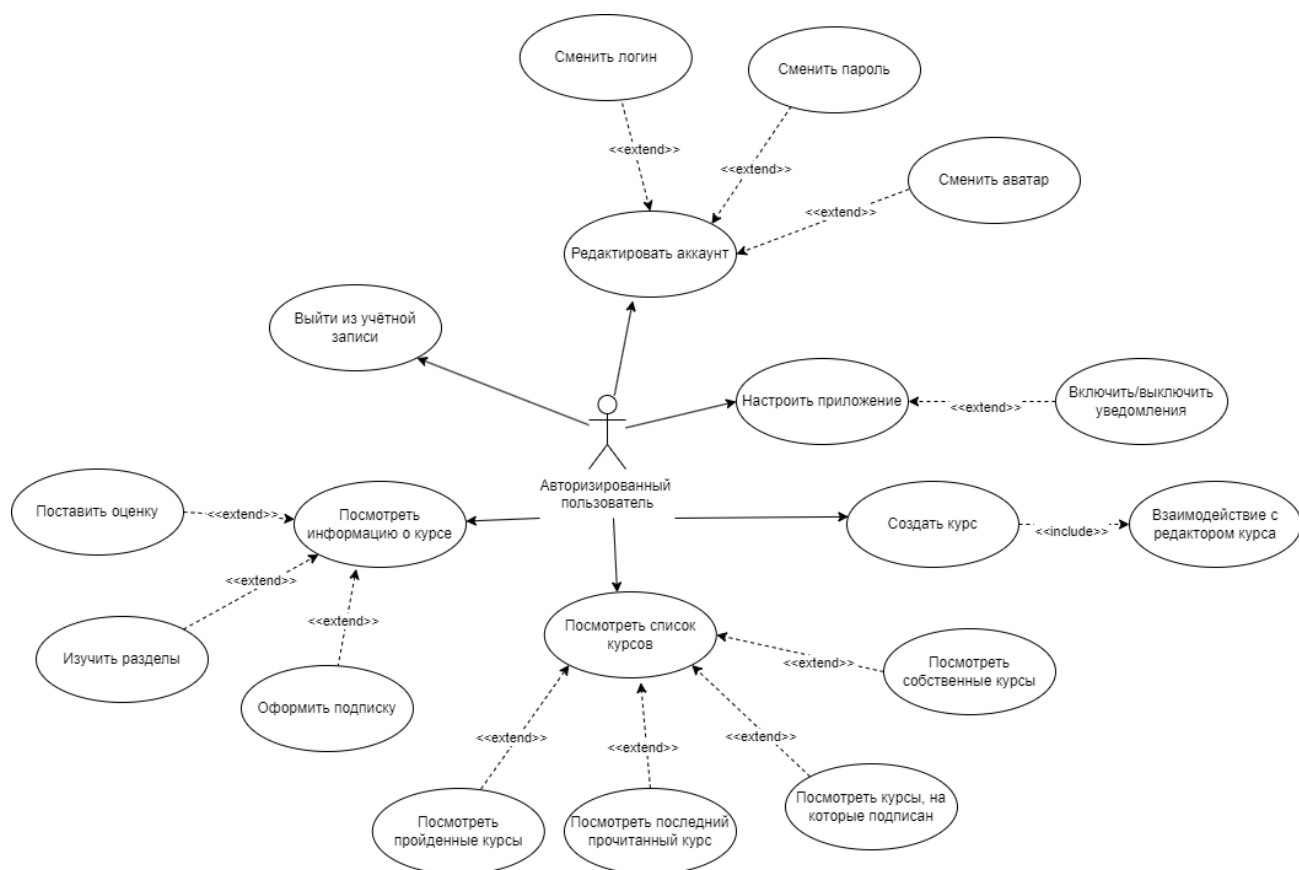 Сменить логин
Сменить пароль
<<extend>>
<<extend>>
Сменить аватар
<<extend>>
Редактировать аккаунт
Выйти из учётной
записи
Настроить приложение
<<extend>>
Включить/выключить
уведомления
Авторизированный
пользователь
Поставить оценку
<<extend>>
Посмотреть
информацию о курсе
Создать курс
<<include>>
Взаимодействие с
редактором курса
<<extend>>
<<extend>>
Изучить разделы
Оформить подписку
Посмотреть список
курсов
<<extend>>
Посмотреть
собственные курсы
<<extend>>
<<extend>>
<<extend>>
Посмотреть
пройденные курсы
Посмотреть последний
прочитанный курс
Посмотреть курсы, на
которые подписан